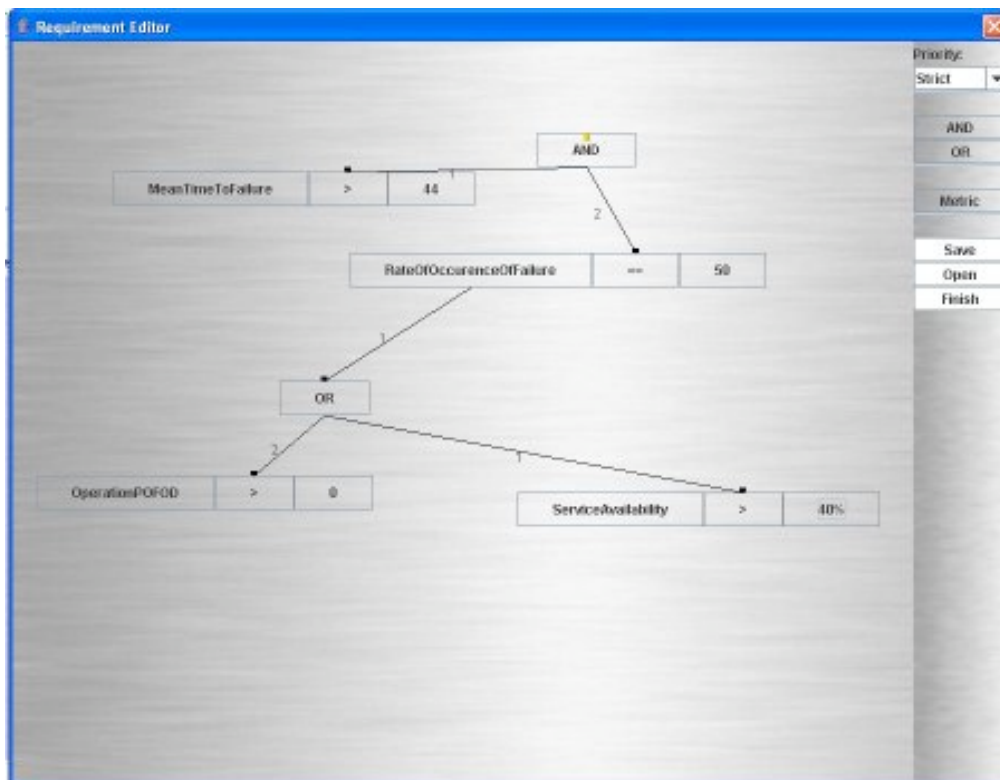 Requirement Editor
Priority:
Strict
AND
OR
Metric
Save
Open
Finish
AND
1
2
MeanTimeToFailure > 44
RateOfOccurenceOfFailure == 50
1
OR
2
1
OperationPOFOD > 0
ServiceAvailability > 40%